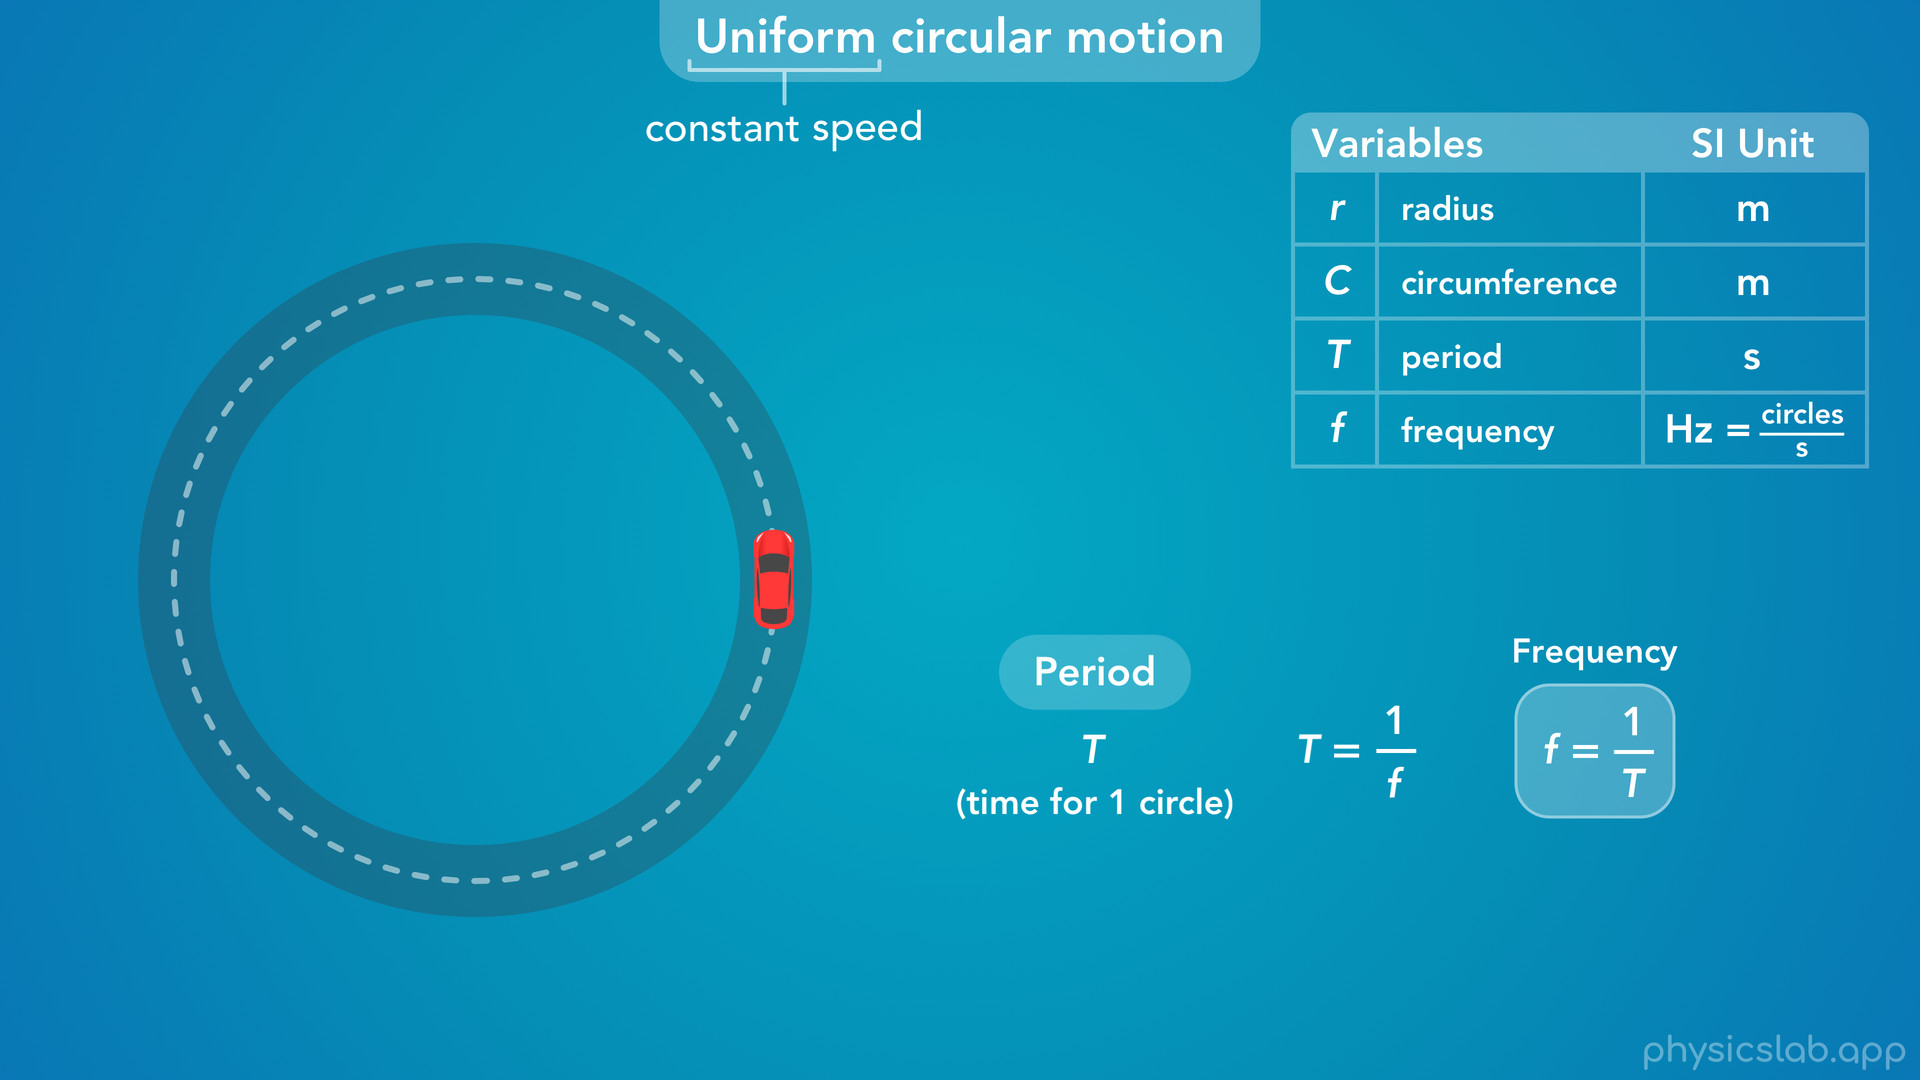 Uniform circular motion
constant speed
Variables SI Unit
r radius m
C circumference m
T period s
f frequency Hz = circles/s
Period
T
(time for 1 circle)
T = 1/f
Frequency
f = 1/T
physicslab.app